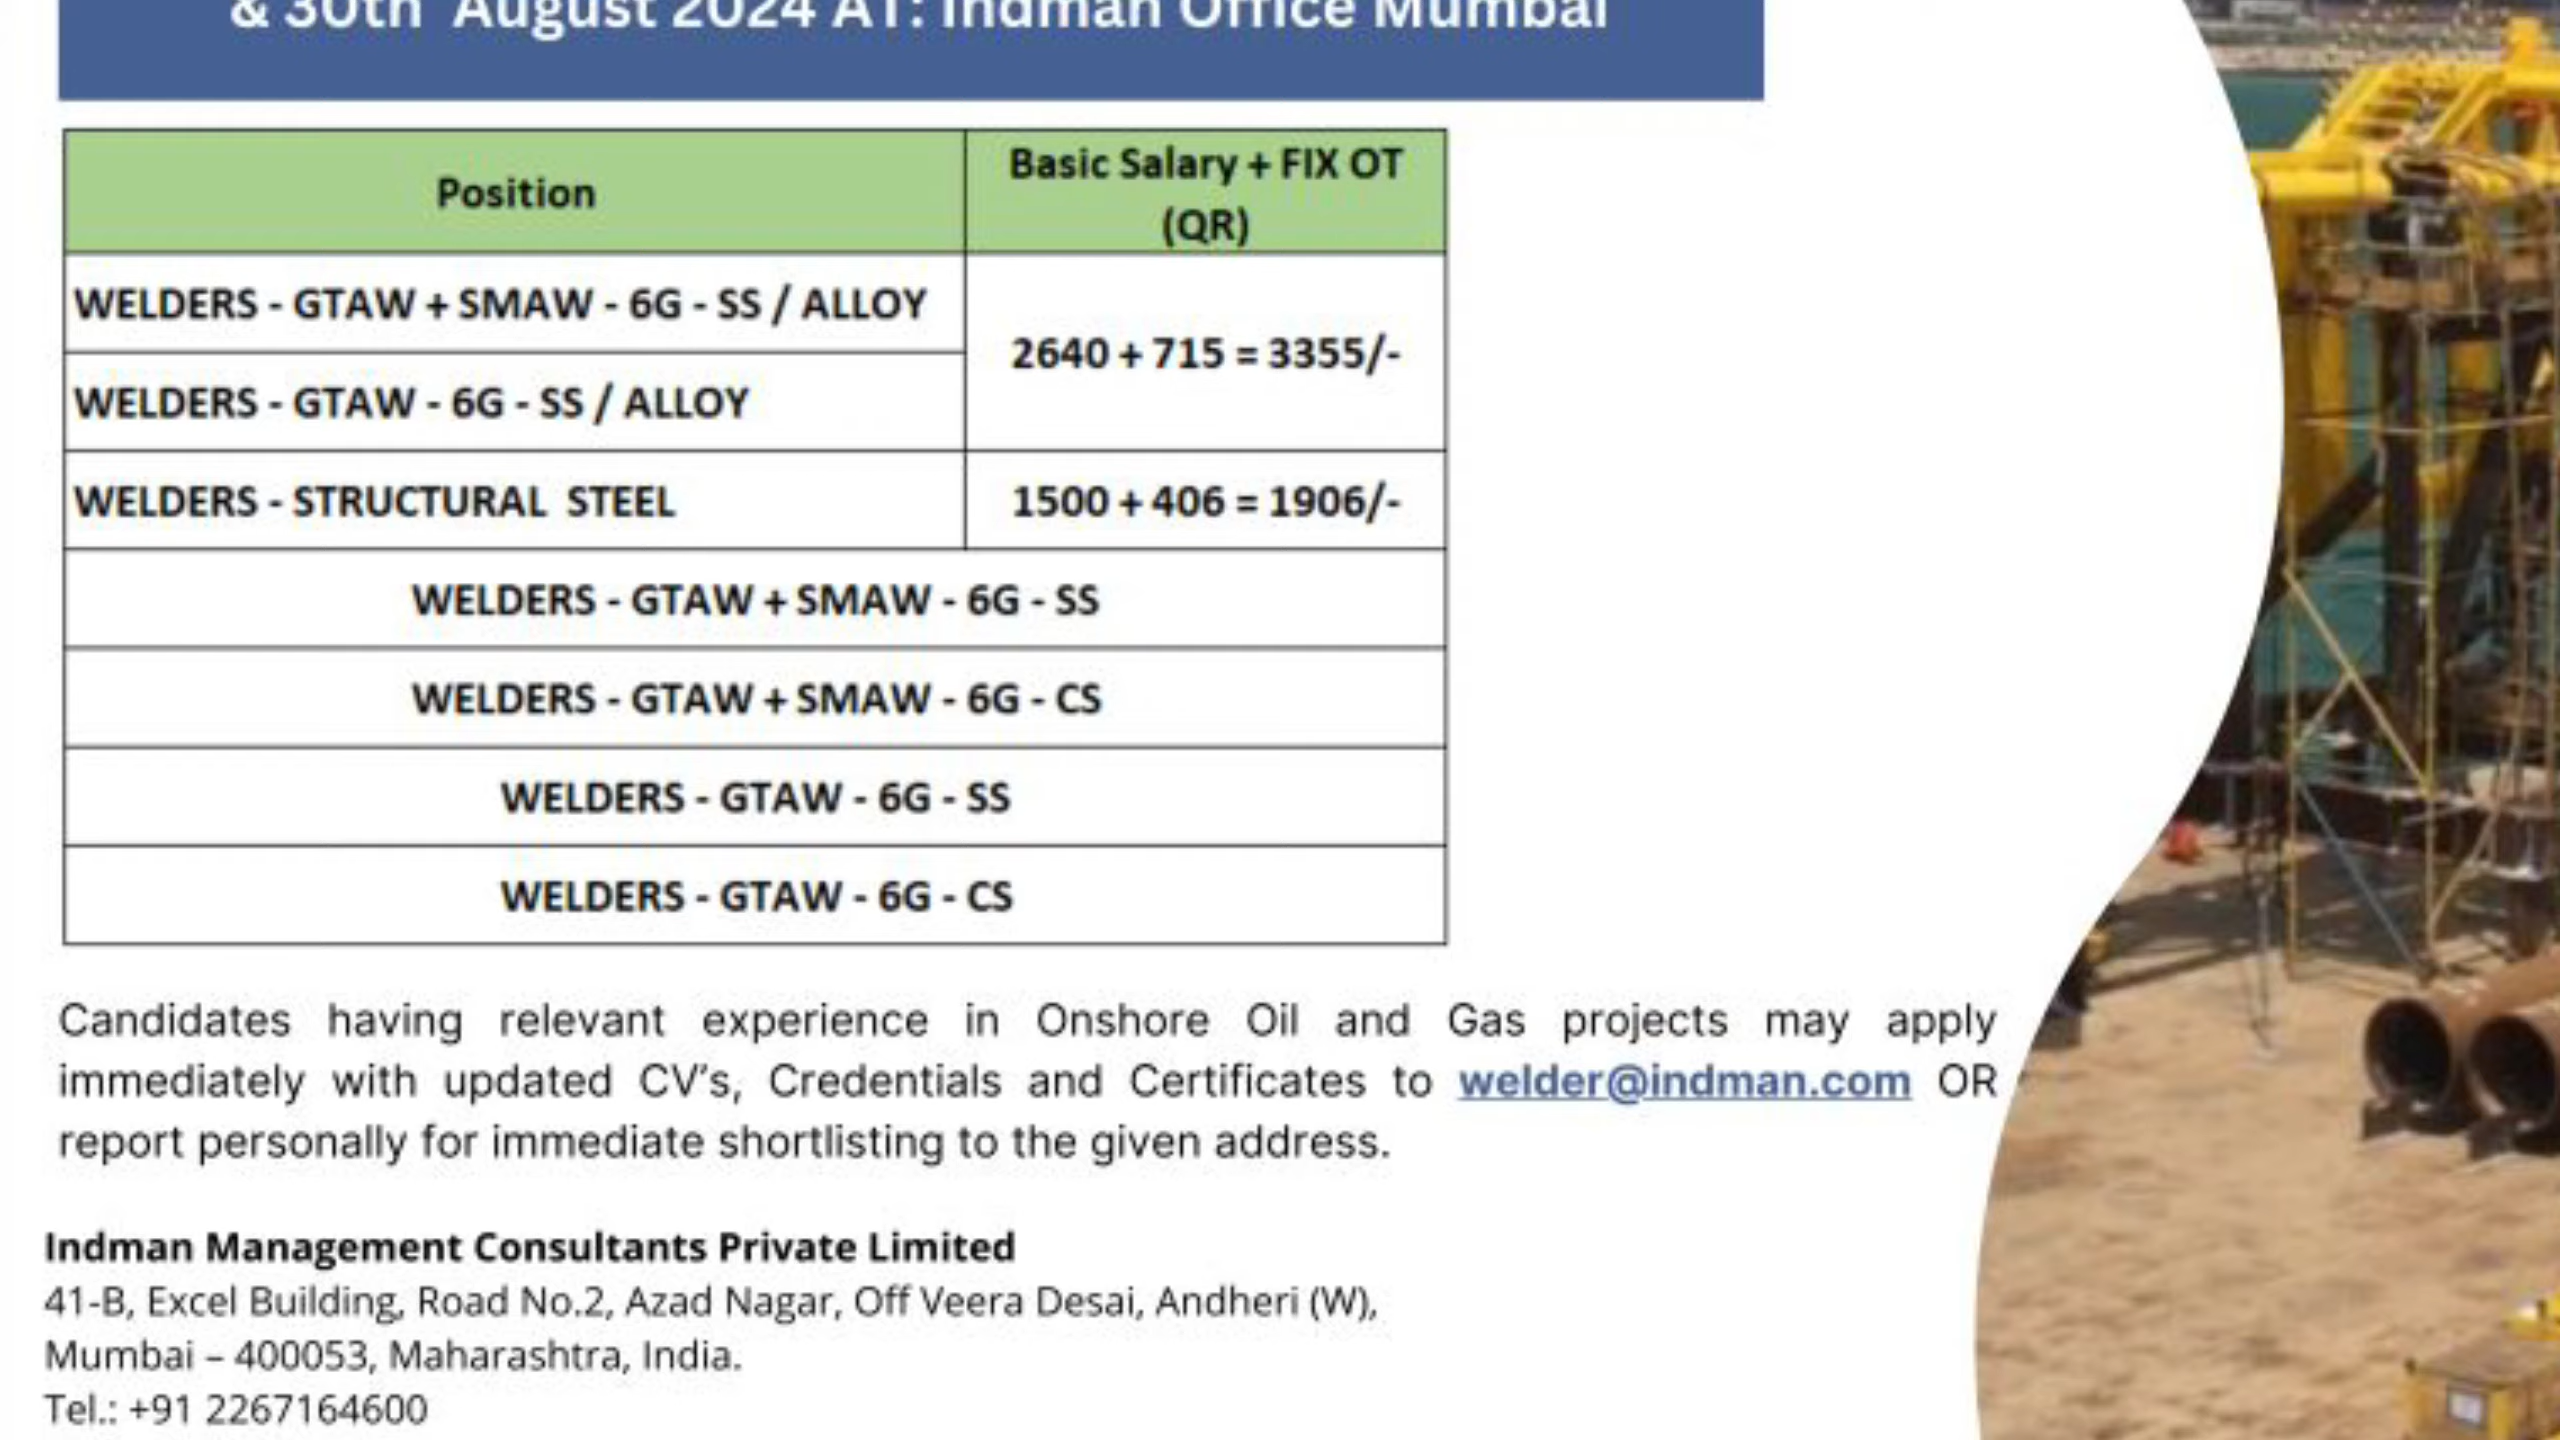 & 30th August 2024 AT: Indman Office Mumbai
Position
Basic Salary + FIX OT
(QR)
WELDERS - GTAW + SMAW - 6G - SS / ALLOY
2640 + 715 = 3355/-
WELDERS - GTAW - 6G - SS / ALLOY
WELDERS - STRUCTURAL STEEL
1500 + 406 = 1906/-
WELDERS - GTAW + SMAW - 6G - SS
WELDERS - GTAW + SMAW - 6G - CS
WELDERS - GTAW - 6G - SS
WELDERS - GTAW - 6G - CS
Candidates having relevant experience in Onshore Oil and Gas projects may apply
immediately with updated CV's, Credentials and Certificates to welder@indman.com OR
report personally for immediate shortlisting to the given address.
Indman Management Consultants Private Limited
41-B, Excel Building, Road No.2, Azad Nagar, Off Veera Desai, Andheri (W),
Mumbai – 400053, Maharashtra, India.
Tel.: +91 2267164600